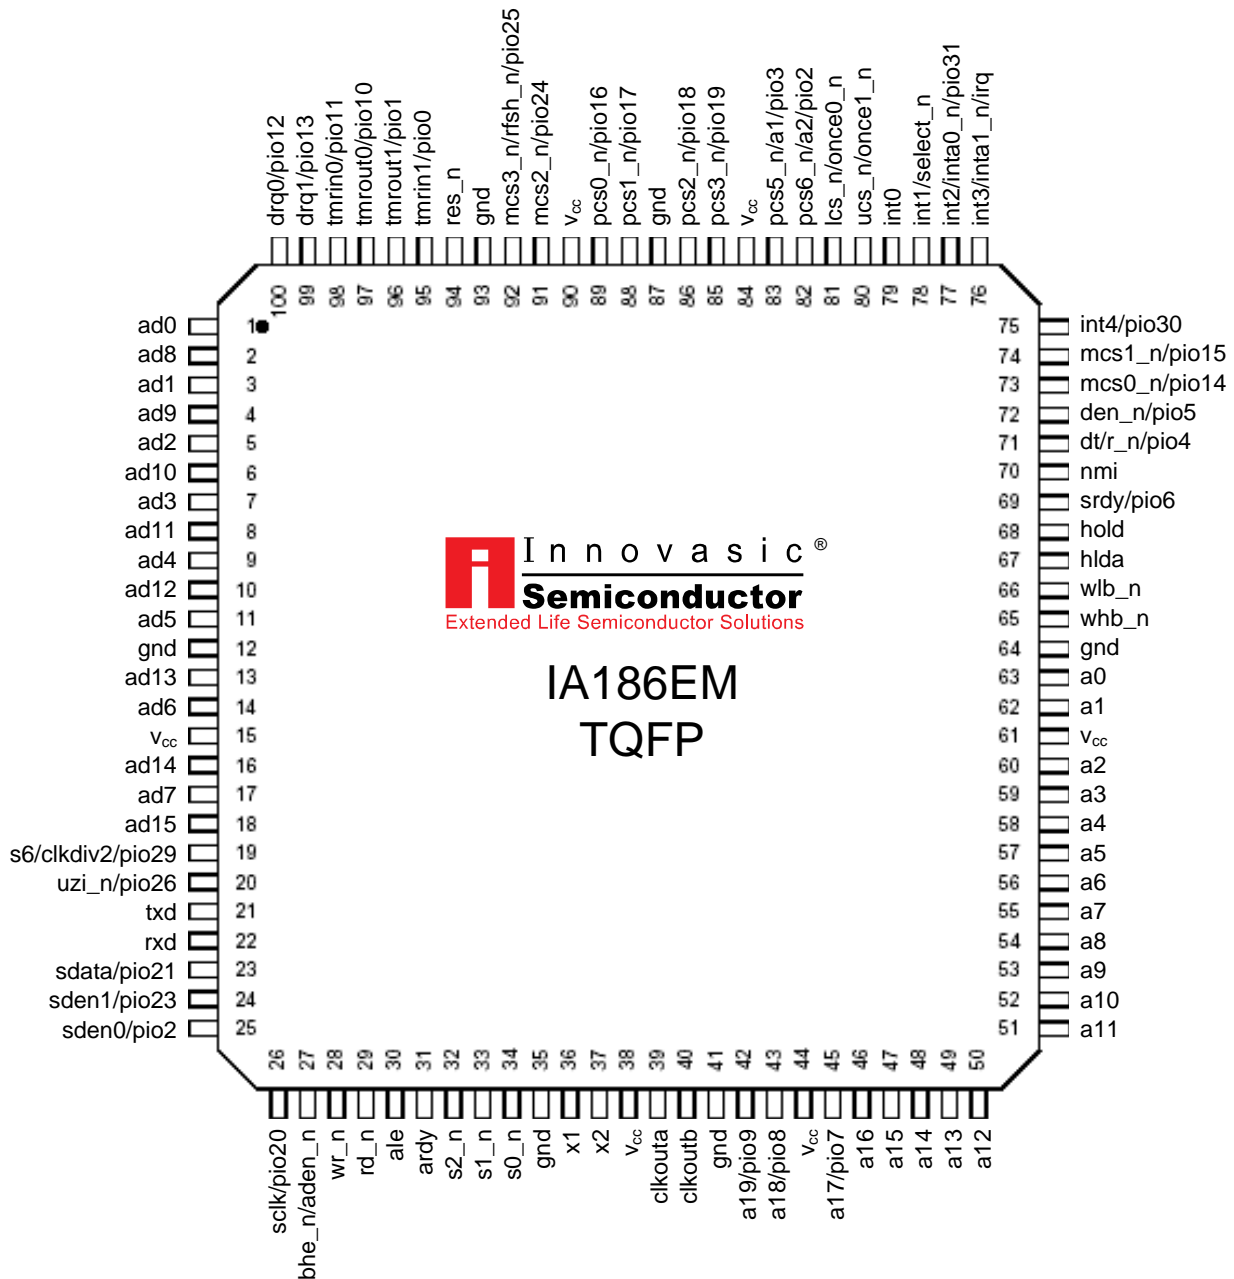 drq0/pio12
drq1/pio13
tmrin0/pio11
tmrout0/pio10
tmrout1/pio1
tmrin1/pio0
res_n
gnd
mcs3_n/rfsh_n/pio25
mcs2_n/pio24
vcc
pcs0_n/pio16
pcs1_n/pio17
gnd
pcs2_n/pio18
pcs3_n/pio19
vcc
pcs5_n/a1/pio3
pcs6_n/a2/pio2
lcs_n/once0_n
ucs_n/once1_n
int0
int1/select_n
int2/inta0_n/pio31
int3/inta1_n/irq
100 99 98 97 96 95 94 93 92 91 90 89 88 87 86 85 84 83 82 81 80 79 78 77 76
ad0 1 75 int4/pio30
ad8 2 74 mcs1_n/pio15
ad1 3 73 mcs0_n/pio14
ad9 4 72 den_n/pio5
ad2 5 71 dt/r_n/pio4
ad10 6 70 nmi
ad3 7 69 srdy/pio6
ad11 8 68 hold
ad4 9 67 hlda
ad12 10 66 wlb_n
ad5 11 65 whb_n
gnd 12 64 gnd
ad13 13 63 a0
ad6 14 62 a1
vcc 15 61 vcc
ad14 16 60 a2
ad7 17 59 a3
ad15 18 58 a4
s6/clkdiv2/pio29 19 57 a5
uzi_n/pio26 20 56 a6
txd 21 55 a7
rxd 22 54 a8
sdata/pio21 23 53 a9
sden1/pio23 24 52 a10
sden0/pio2 25 51 a11
i Innovasic ®
Semiconductor
Extended Life Semiconductor Solutions
IA186EM
TQFP
26 27 28 29 30 31 32 33 34 35 36 37 38 39 40 41 42 43 44 45 46 47 48 49 50
sclk/pio20
bhe_n/aden_n
wr_n
rd_n
ale
ardy
s2_n
s1_n
s0_n
gnd
x1
x2
vcc
clkouta
clkoutb
gnd
a19/pio9
a18/pio8
vcc
a17/pio7
a16
a15
a14
a13
a12